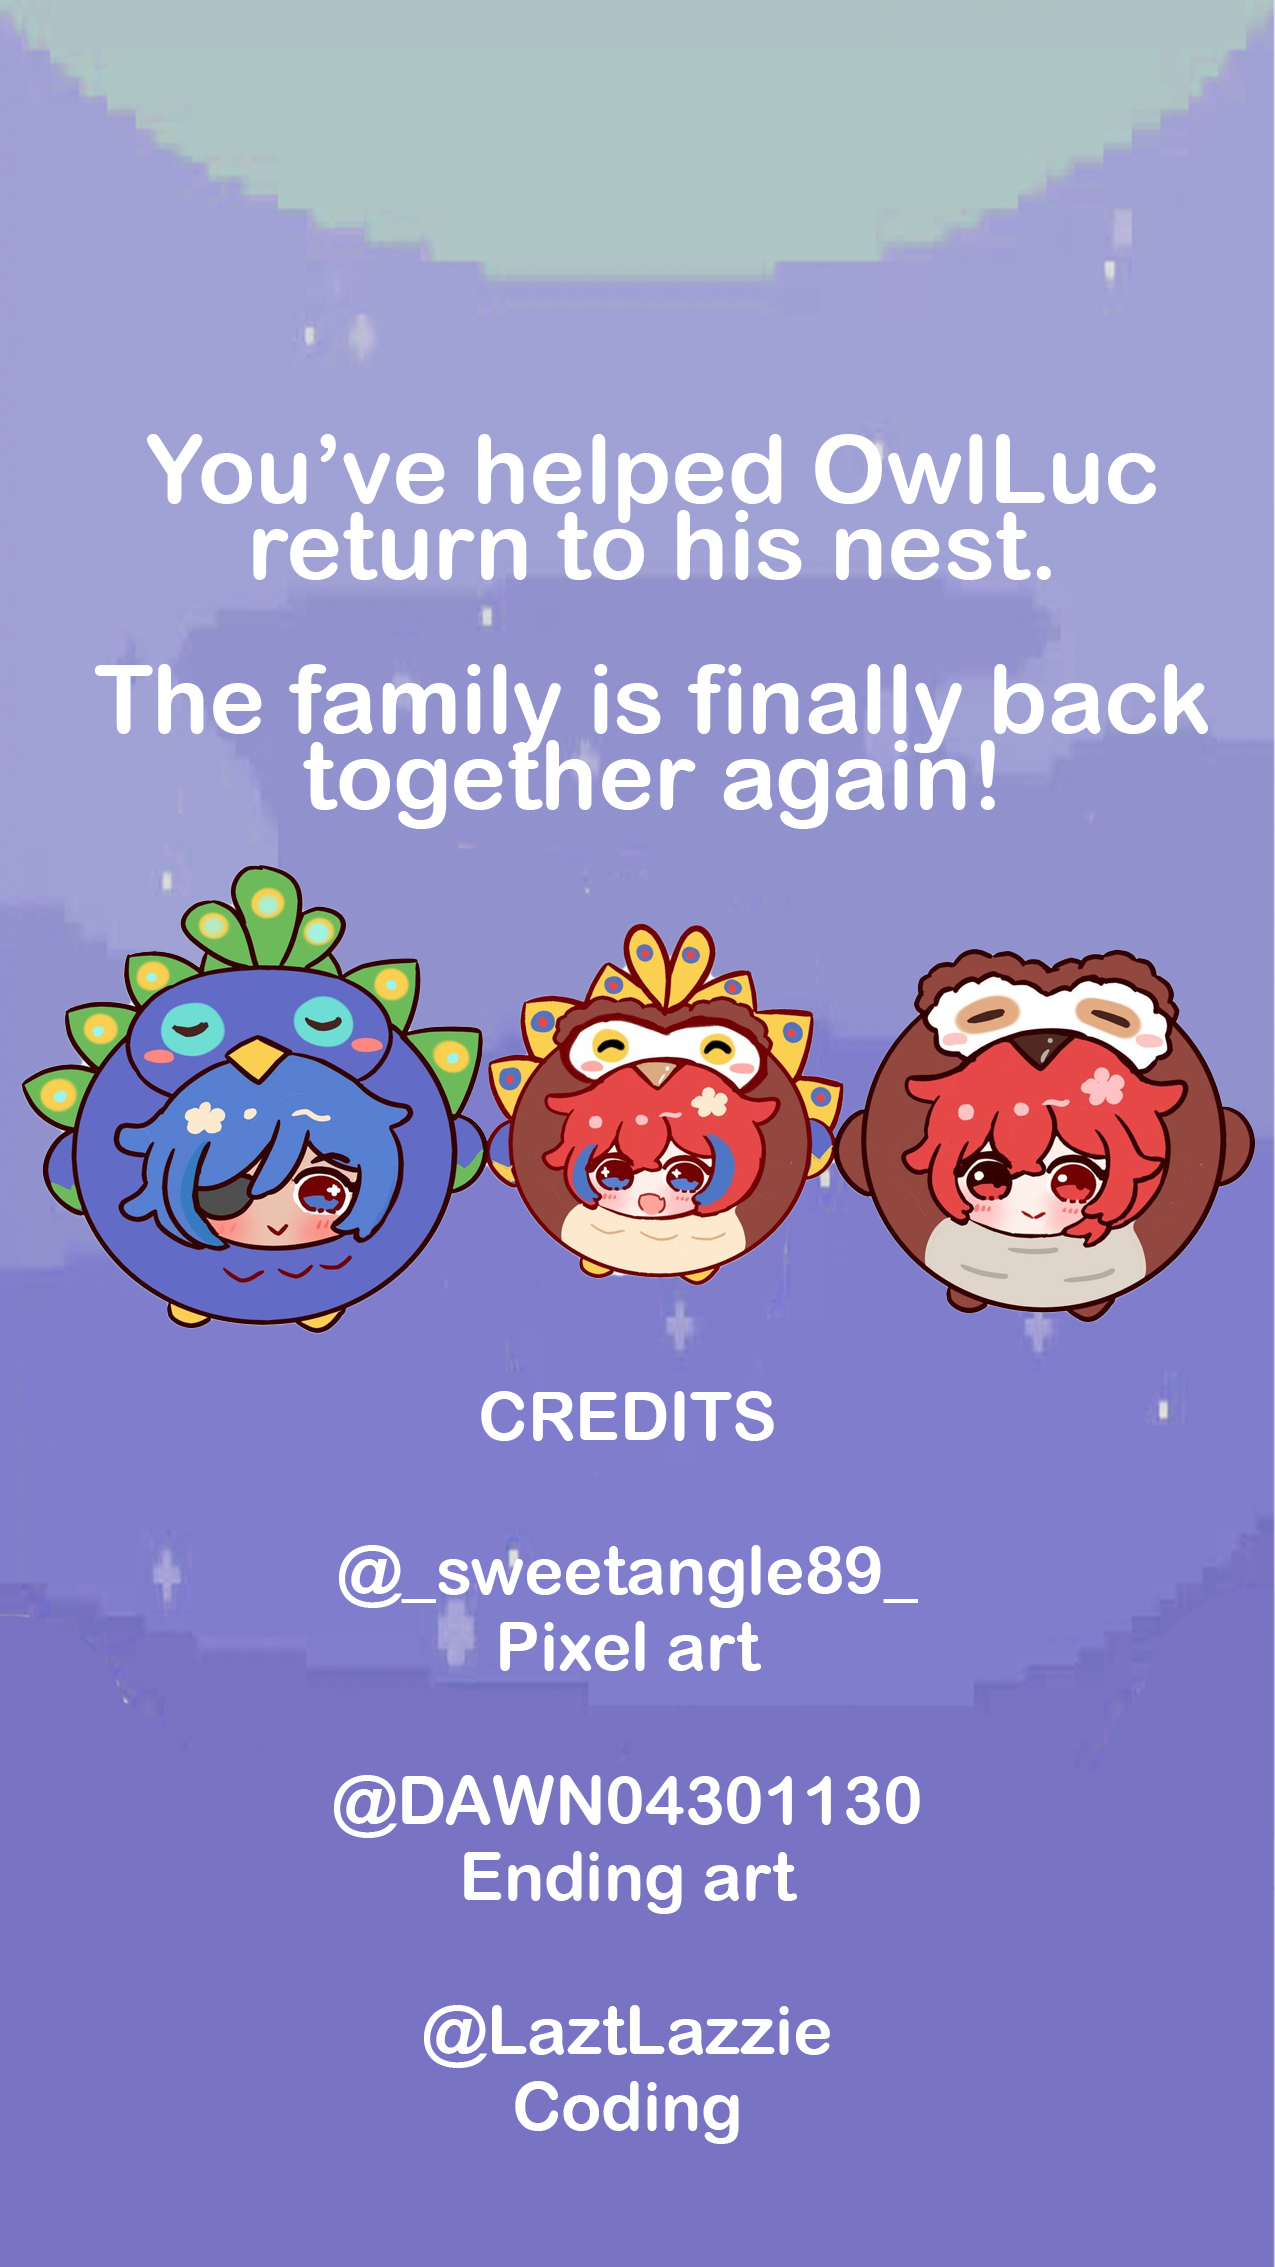 You’ve helped OwlLuc
return to his nest.
The family is finally back
together again!
CREDITS
@_sweetangle89_
Pixel art
@DAWN04301130
Ending art
@LaztLazzie
Coding